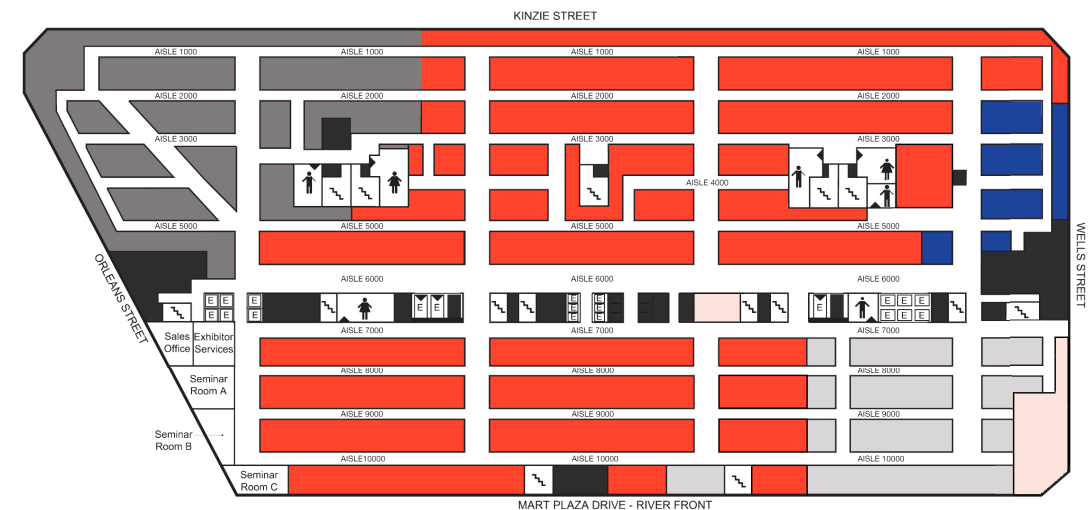 KINZIE STREET
AISLE 1000 AISLE 1000 AISLE 1000 AISLE 1000
AISLE 2000 AISLE 2000 AISLE 2000 AISLE 2000
AISLE 3000 AISLE 3000 AISLE 3000
AISLE 4000
AISLE 5000 AISLE 5000 AISLE 5000 AISLE 5000
WELLS STREET
ORLEANS STREET
AISLE 6000 AISLE 6000 AISLE 6000
E E E E E E E E E E
E E E E E E E
E E E E E E E
AISLE 7000 AISLE 7000 AISLE 7000
Sales Office
Exhibitor Services
AISLE 8000 AISLE 8000 AISLE 8000
Seminar
Room A
AISLE 9000 AISLE 9000 AISLE 9000
Seminar
Room B
AISLE10000 AISLE 10000 AISLE 10000
Seminar
Room C
MART PLAZA DRIVE - RIVER FRONT